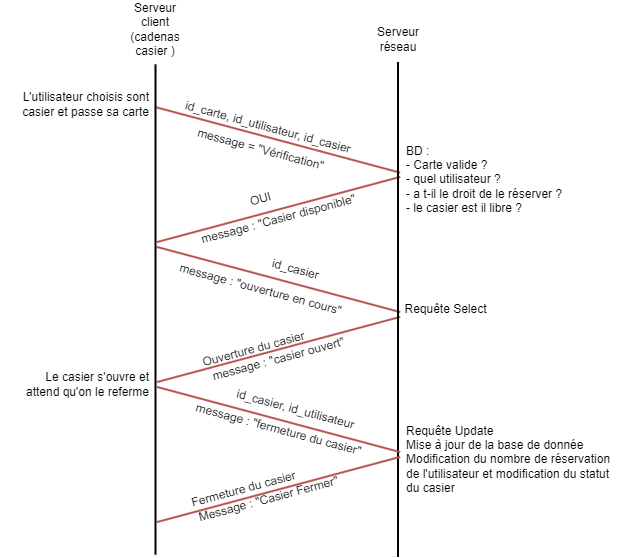 Serveur
client
(cadenas
casier )
Serveur
réseau
L'utilisateur choisis sont
casier et passe sa carte
id_carte, id_utilisateur, id_casier
message = "Vérification"
BD :
- Carte valide ?
- quel utilisateur ?
- a t-il le droit de le réserver ?
- le casier est il libre ?
OUI
message : "Casier disponible"
id_casier
message : "ouverture en cours"
Requête Select
Ouverture du casier
message : "casier ouvert"
Le casier s'ouvre et
attend qu'on le referme
id_casier, id_utilisateur
message : "fermeture du casier"
Requête Update
Mise à jour de la base de donnée
Modification du nombre de réservation
de l'utilisateur et modification du statut
du casier
Fermeture du casier
Message : "Casier Fermer"